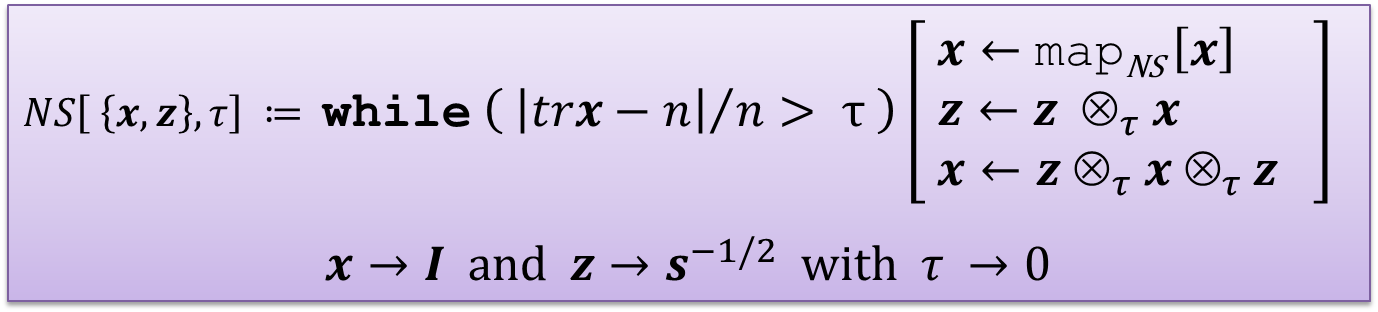 NS[ {x, z}, τ] := while ( |trx − n|/n > τ ) [ x ← map_NS[x]
z ← z ⊗_τ x
x ← z ⊗_τ x ⊗_τ z ]
x → I and z → s^{−1/2} with τ → 0